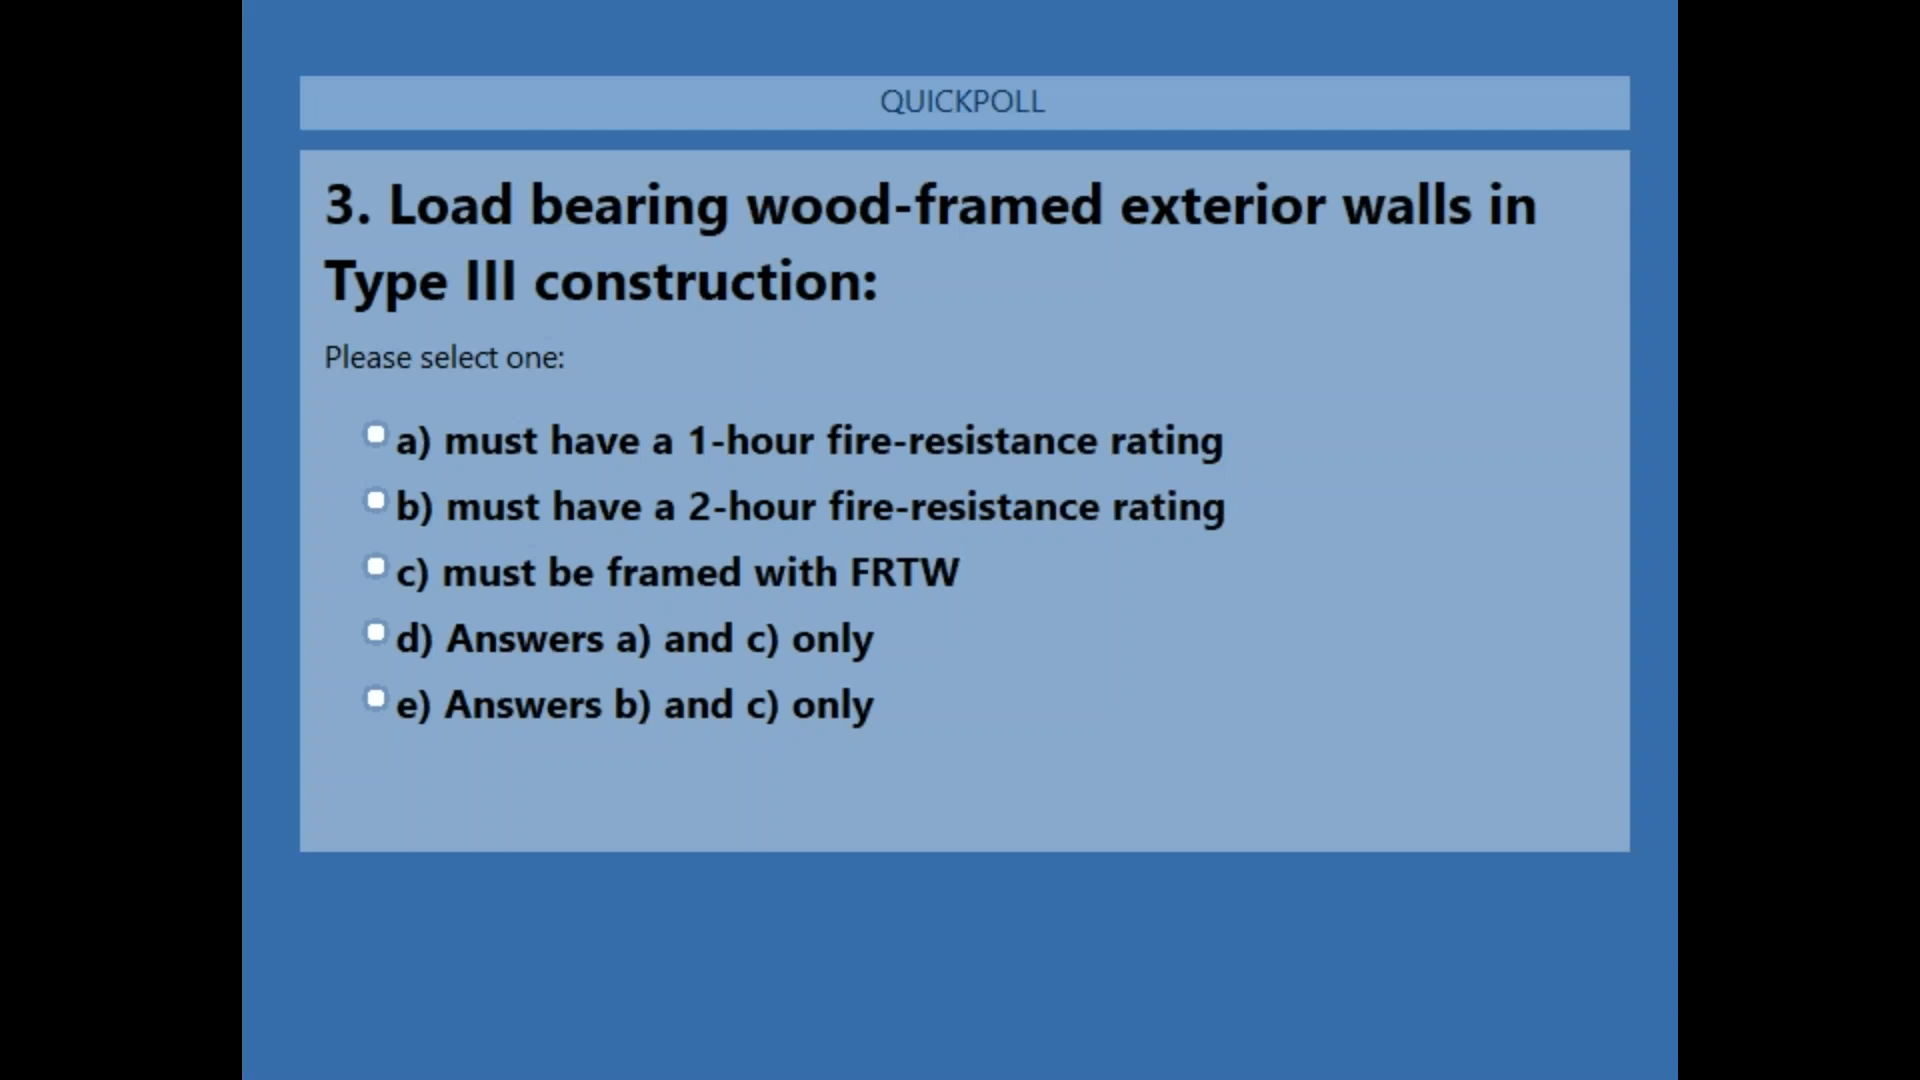 QUICKPOLL
3. Load bearing wood-framed exterior walls in
Type III construction:
Please select one:
a) must have a 1-hour fire-resistance rating
b) must have a 2-hour fire-resistance rating
c) must be framed with FRTW
d) Answers a) and c) only
e) Answers b) and c) only